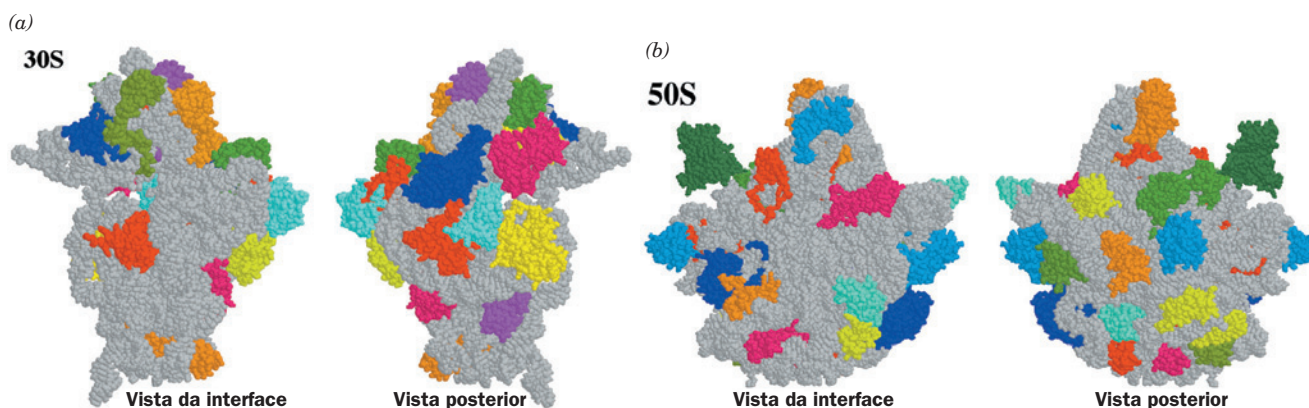 (a)
30S
Vista da interface
Vista posterior
(b)
50S
Vista da interface
Vista posterior